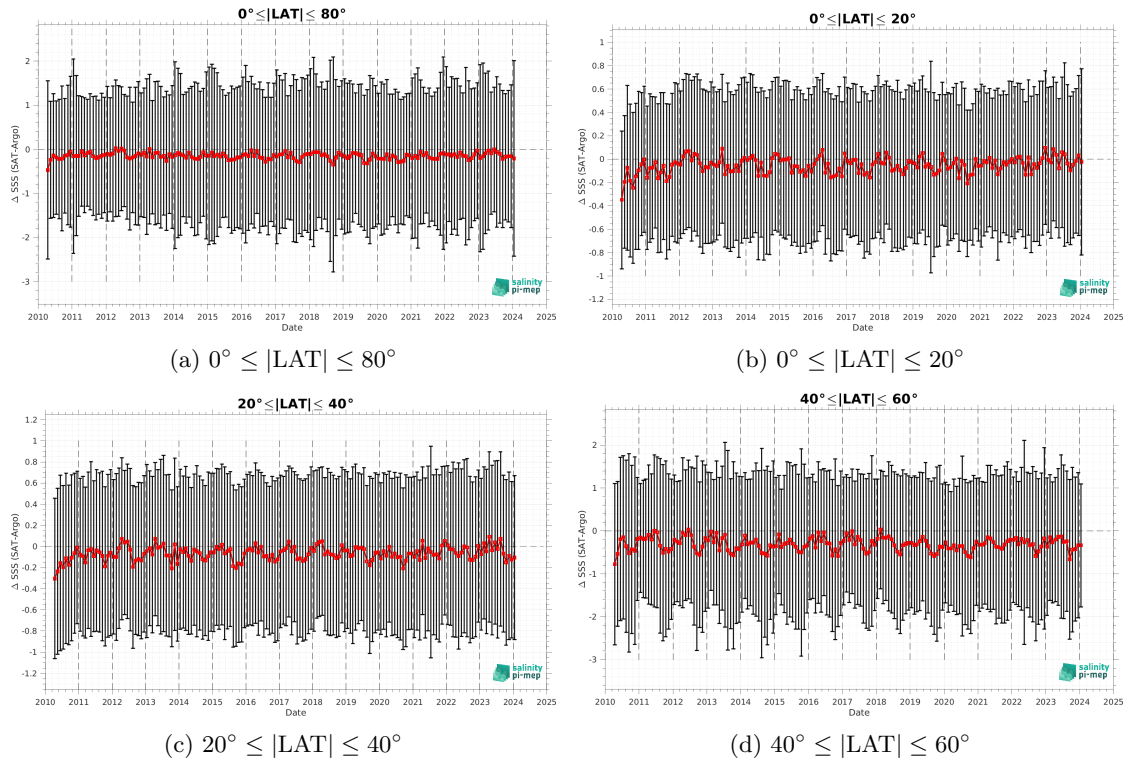 0°≤|LAT|≤ 80°
Δ SSS (SAT-Argo)
2
1
0
-1
-2
-3
salinity
pi-mep
2010 2011 2012 2013 2014 2015 2016 2017 2018 2019 2020 2021 2022 2023 2024 2025
Date
(a) 0° ≤ |LAT| ≤ 80°
0°≤|LAT|≤ 20°
Δ SSS (SAT-Argo)
1
0.8
0.6
0.4
0.2
0
-0.2
-0.4
-0.6
-0.8
-1
-1.2
salinity
pi-mep
2010 2011 2012 2013 2014 2015 2016 2017 2018 2019 2020 2021 2022 2023 2024 2025
Date
(b) 0° ≤ |LAT| ≤ 20°
20°≤|LAT|≤ 40°
Δ SSS (SAT-Argo)
1.2
1
0.8
0.6
0.4
0.2
0
-0.2
-0.4
-0.6
-0.8
-1
-1.2
salinity
pi-mep
2010 2011 2012 2013 2014 2015 2016 2017 2018 2019 2020 2021 2022 2023 2024 2025
Date
(c) 20° ≤ |LAT| ≤ 40°
40°≤|LAT|≤ 60°
Δ SSS (SAT-Argo)
2
1
0
-1
-2
-3
salinity
pi-mep
2010 2011 2012 2013 2014 2015 2016 2017 2018 2019 2020 2021 2022 2023 2024 2025
Date
(d) 40° ≤ |LAT| ≤ 60°